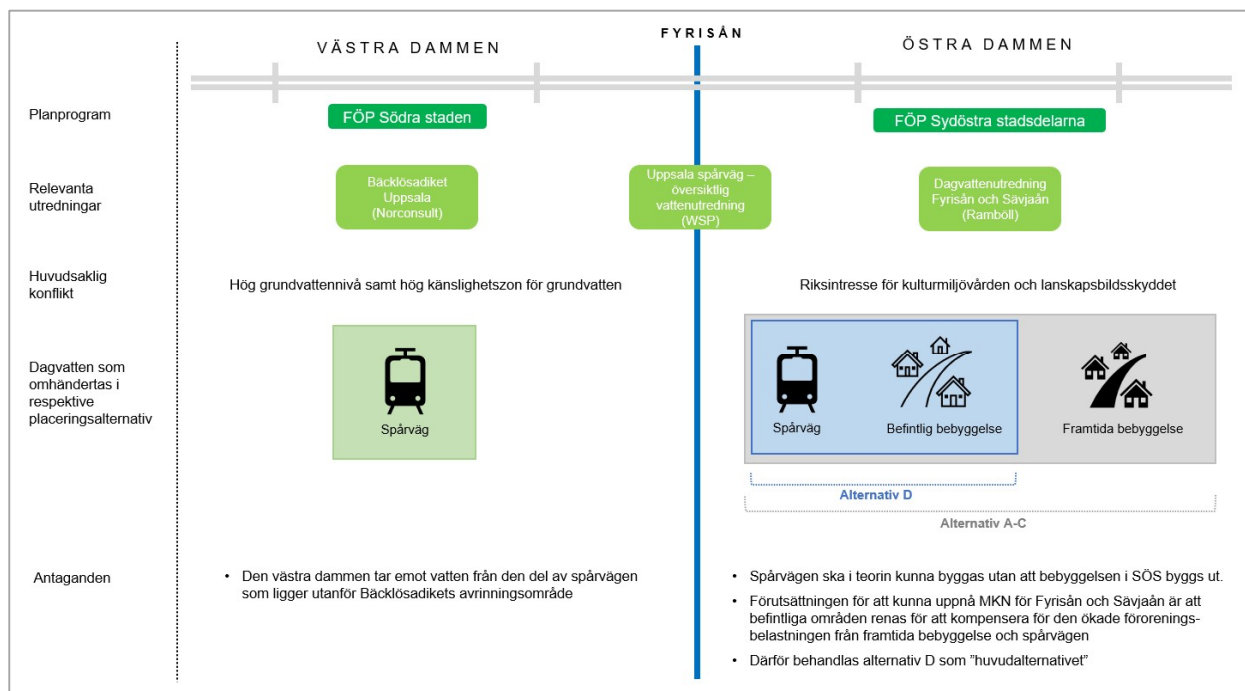 VÄSTRA DAMMEN
FYRISÅN
ÖSTRA DAMMEN
Planprogram
FÖP Södra staden
FÖP Sydöstra stadsdelarna
Relevanta
utredningar
Bäcklösadiket
Uppsala
(Norconsult)
Uppsala spårväg –
översiktlig
vattenutredning
(WSP)
Dagvattenutredning
Fyrisån och Sävjaån
(Ramböll)
Huvudsaklig
konflikt
Hög grundvattennivå samt hög känslighetszon för grundvatten
Riksintresse för kulturmiljövården och lanskapsbildsskyddet
Dagvatten som
omhändertas i
respektive
placeringsalternativ
Spårväg
Spårväg
Befintlig bebyggelse
Framtida bebyggelse
Alternativ D
Alternativ A-C
Antaganden
• Den västra dammen tar emot vatten från den del av spårvägen
som ligger utanför Bäcklösadikets avrinningsområde
• Spårvägen ska i teorin kunna byggas utan att bebyggelsen i SÖS byggs ut.
• Förutsättningen för att kunna uppnå MKN för Fyrisån och Sävjaån är att
befintliga områden renas för att kompensera för den ökade förorenings-
belastningen från framtida bebyggelse och spårvägen
• Därför behandlas alternativ D som ”huvudalternativet”